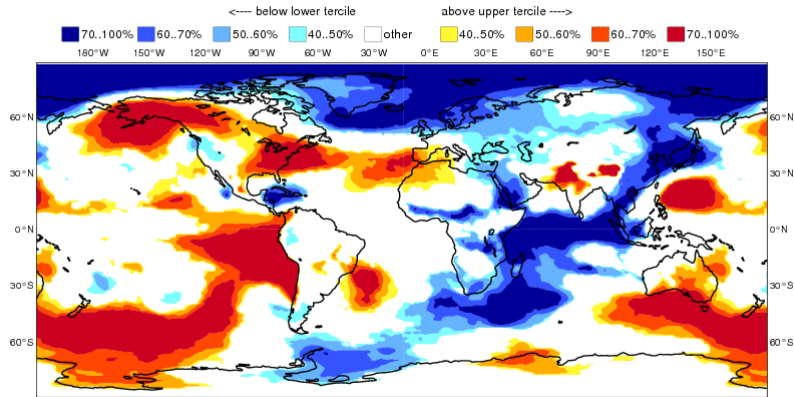 <---- below lower tercile above upper tercile ---->
70..100% 60..70% 50..60% 40..50% other 40..50% 50..60% 60..70% 70..100%
180°W 150°W 120°W 90°W 60°W 30°W 0°E 30°E 60°E 90°E 120°E 150°E
60°N 60°N
30°N 30°N
0°N 0°N
30°S 30°S
60°S 60°S